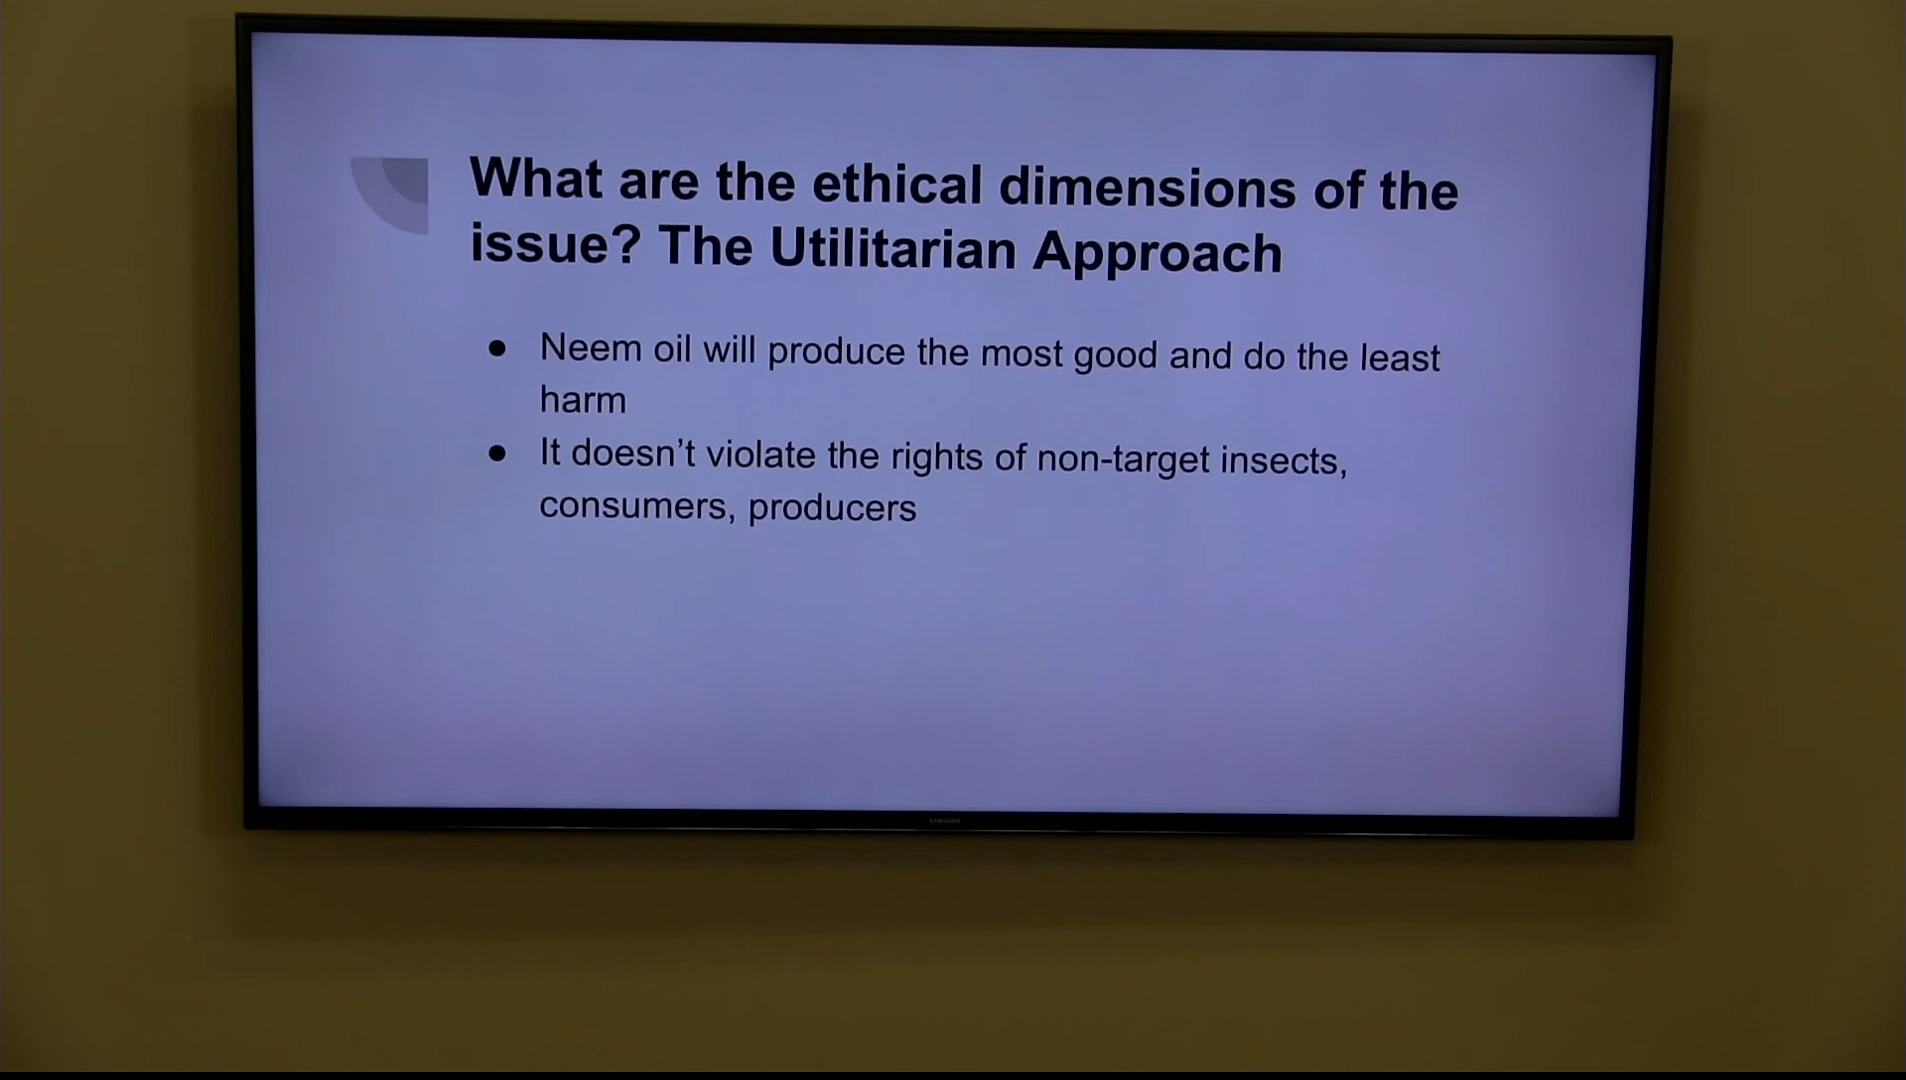 What are the ethical dimensions of the
issue? The Utilitarian Approach
● Neem oil will produce the most good and do the least
harm
● It doesn’t violate the rights of non-target insects,
consumers, producers
SAMSUNG